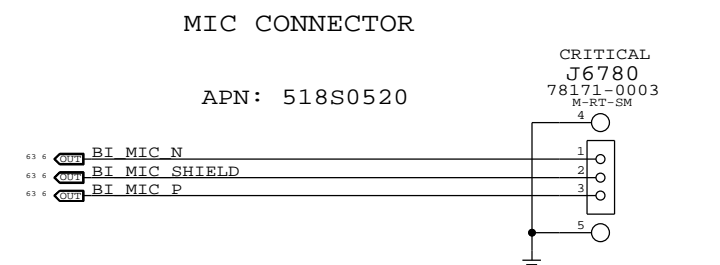 MIC CONNECTOR
CRITICAL
J6780
APN: 518S0520
78171-0003
M-RT-SM
4
63 6 OUT BI_MIC_N 1
63 6 OUT BI_MIC_SHIELD 2
63 6 OUT BI_MIC_P 3
5